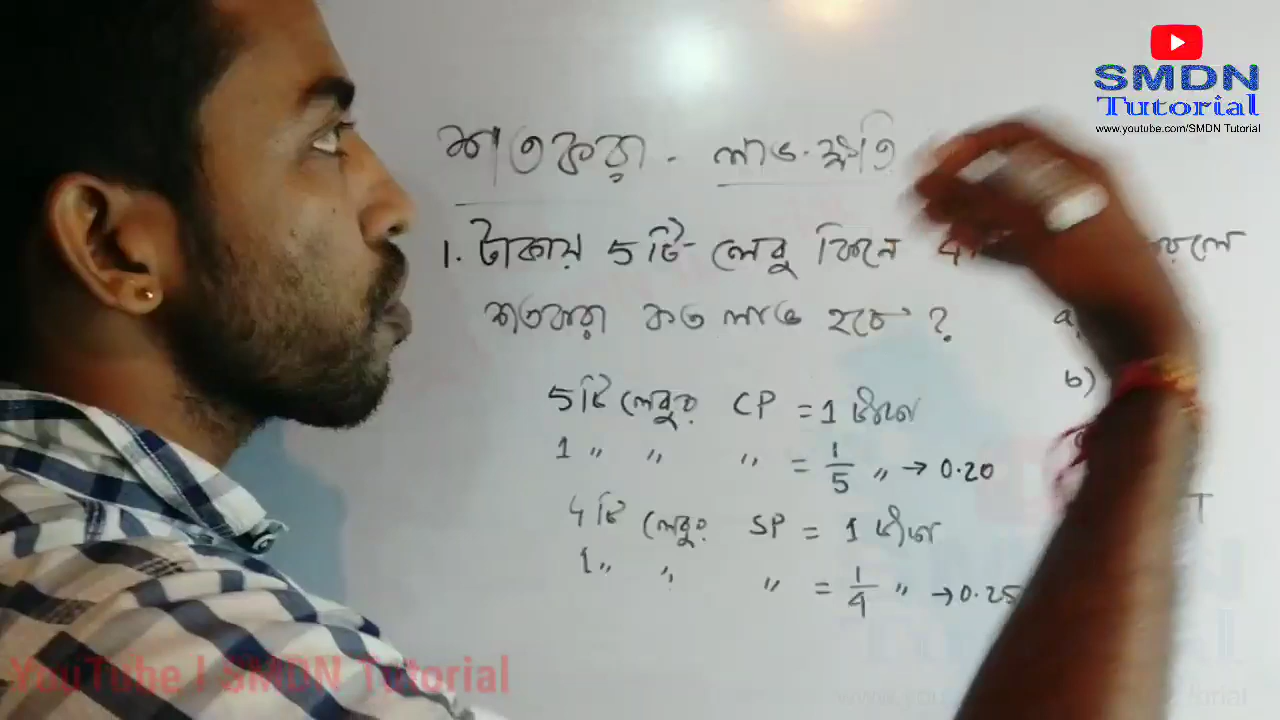 SMDN
Tutorial
www.youtube.com/SMDN Tutorial
শতকরা - লাভ-ক্ষতি
1. টাকায় 5টি লেবু কিনে 4
শতকরা কত লাভ হবে ?
a)
b)
5টি লেবুর CP = 1 টাকা
1 " " " = 1/5 " → 0.20
4টি লেবুর SP = 1 টাকা
1 " " " = 1/4 " → 0.25
YouTube I SMDN Tutorial